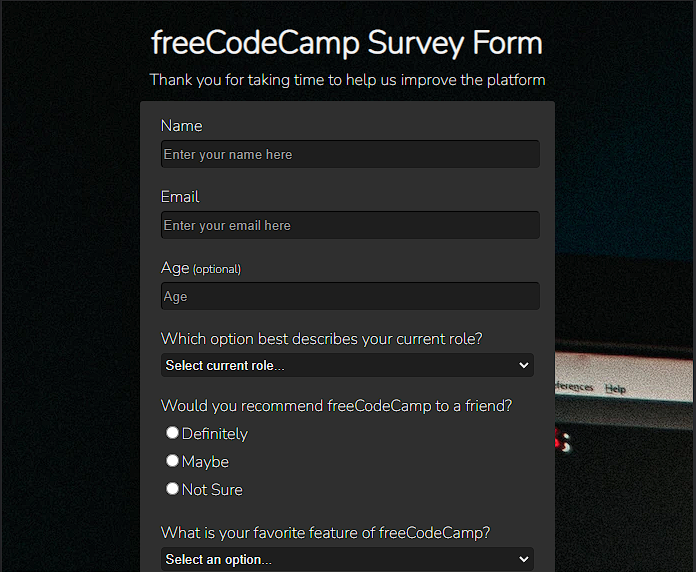 freeCodeCamp Survey Form
Thank you for taking time to help us improve the platform
Name
Enter your name here
Email
Enter your email here
Age (optional)
Age
Which option best describes your current role?
Select current role...
Help
Would you recommend freeCodeCamp to a friend?
Definitely
Maybe
Not Sure
What is your favorite feature of freeCodeCamp?
Select an option...